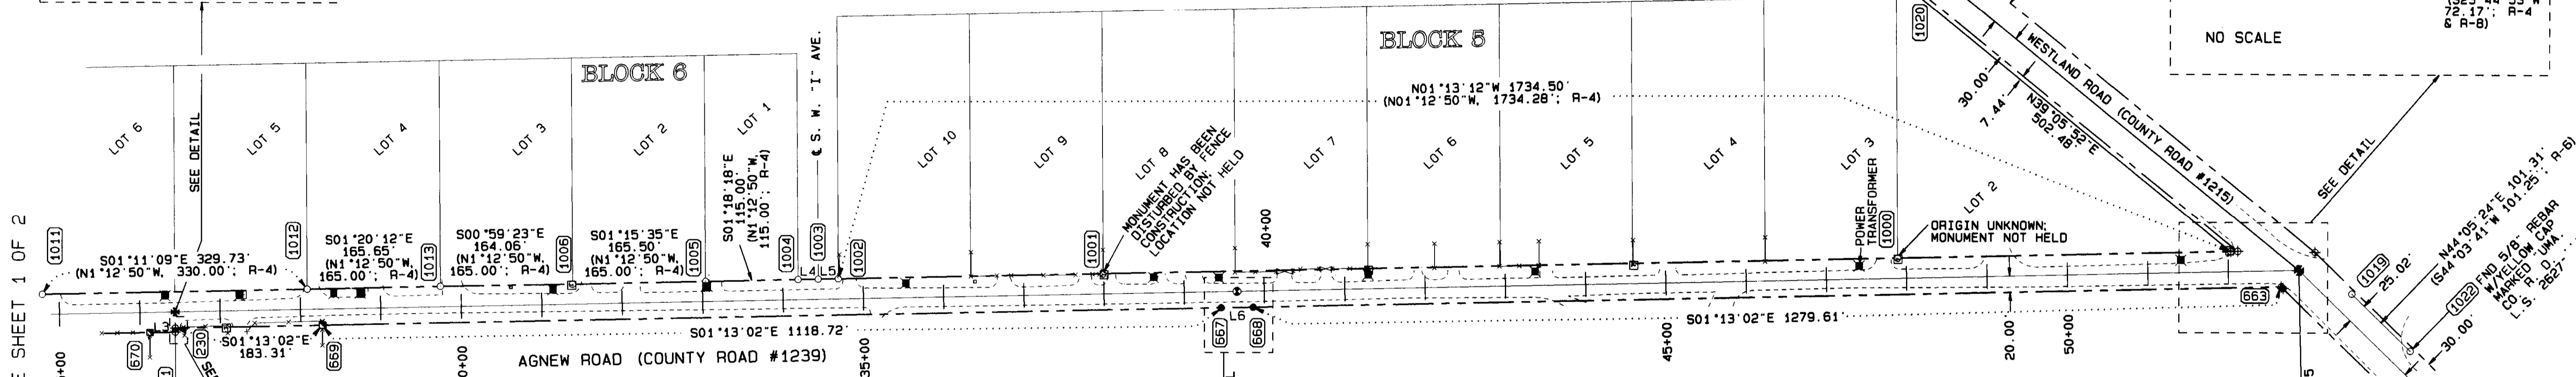 SHEET 1 OF 2
SEE DETAIL
LOT 6
LOT 5
LOT 4
LOT 3
LOT 2
LOT 1
BLOCK 6
1011
S01°11'09"E 329.73'
(N1°12'50"W, 330.00'; R-4)
1012
S01°20'12"E
165.65'
(N1°12'50"W,
165.00'; R-4)
1013
S00°59'23"E
164.06'
(N1°12'50"W,
165.00'; R-4)
1006
S01°15'35"E
165.50'
(N1°12'50"W,
165.00'; R-4)
1005
S01°18'18"E
115.00'
(N1°12'50"W,
115.00'; R-4)
1004
1003
1002
L4
L5
℄ S. W. "I" AVE.
BLOCK 5
N01°13'12"W 1734.50'
(N01°12'50"W, 1734.28'; R-4)
LOT 10
LOT 9
LOT 8
LOT 7
LOT 6
LOT 5
LOT 4
LOT 3
LOT 2
1001
MONUMENT HAS BEEN
DISTURBED BY FENCE
CONSTRUCTION;
LOCATION NOT HELD
40+00
POWER
TRANSFORMER
1000
ORIGIN UNKNOWN;
MONUMENT NOT HELD
1020
WESTLAND ROAD (COUNTY ROAD #1215)
30.00'
7.44'
N39°05'52"E
502.48'
NO SCALE
72.17'; R-4
& R-8)
SEE DETAIL
N44°05'24"E 101.31'
(S44°03'41"W 101.25'; R-6)
1019
25.02'
1022
FND 5/8" REBAR
W/YELLOW CAP
MARKED "UMA.
CO. R. D.
L.S. 2627"
30.00'
663
L3
670
230
S01°13'02"E
183.31'
669
S01°13'02"E 1118.72'
AGNEW ROAD (COUNTY ROAD #1239)
35+00
667
L6
668
S01°13'02"E 1279.61'
45+00
20.00'
50+00